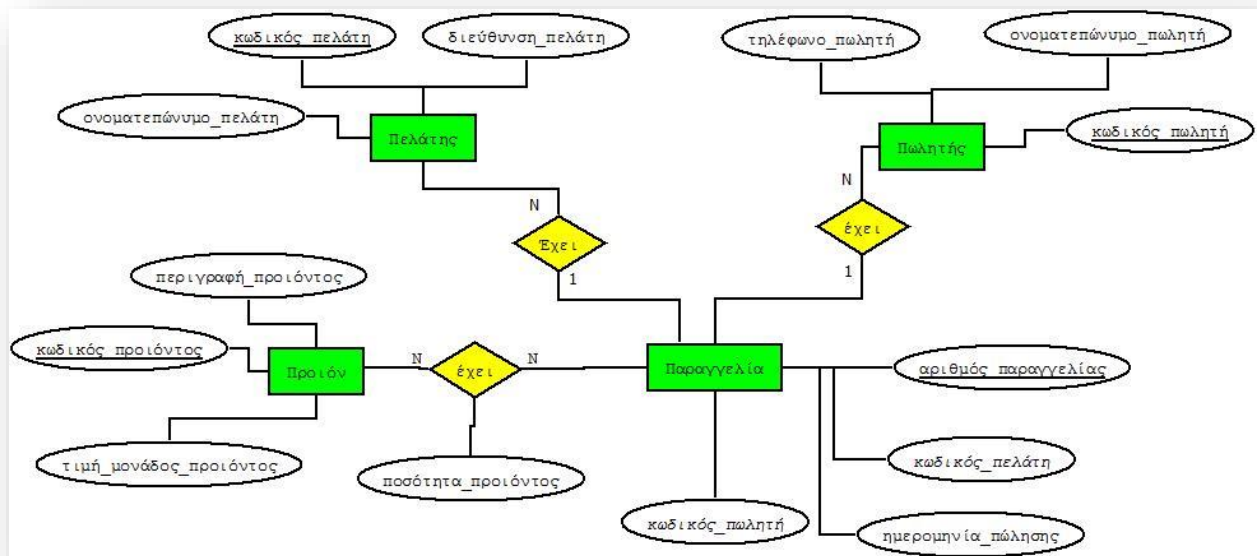 κωδικός_πελάτη
διεύθυνση_πελάτη
τηλέφωνο_πωλητή
ονοματεπώνυμο_πωλητή
ονοματεπώνυμο_πελάτη
Πελάτης
Πωλητής
κωδικός_πωλητή
N
N
Έχει
έχει
1
1
περιγραφή_προιόντος
κωδικός_προιόντος
Προιόν
N
έχει
N
Παραγγελία
αριθμός_παραγγελίας
τιμή_μονάδος_προιόντος
ποσότητα_προιόντος
κωδικός_πελάτη
κωδικός_πωλητή
ημερομηνία_πώλησης